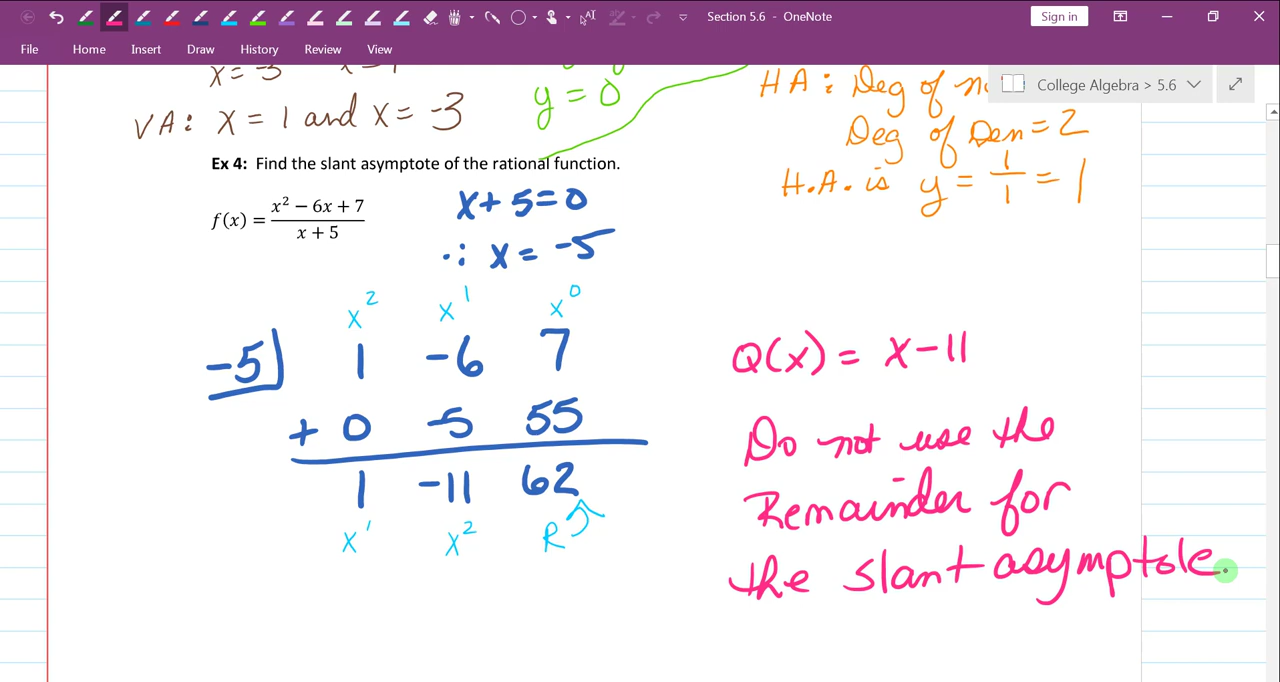 Section 5.6 - OneNote
Sign in
File Home Insert Draw History Review View
College Algebra > 5.6
x = -3
y = 0
VA: x = 1 and x = -3
HA: Deg of
Deg of Den = 2
H.A. is y = 1/1 = 1
Ex 4: Find the slant asymptote of the rational function.
f(x) = (x² − 6x + 7)/(x + 5)
x + 5 = 0
∴ x = -5
x² x¹ x⁰
-5 1 -6 7
+ 0 -5 55
1 -11 62
x¹ x² R
Q(x) = x - 11
Do not use the
Remainder for
the slant asymptote.